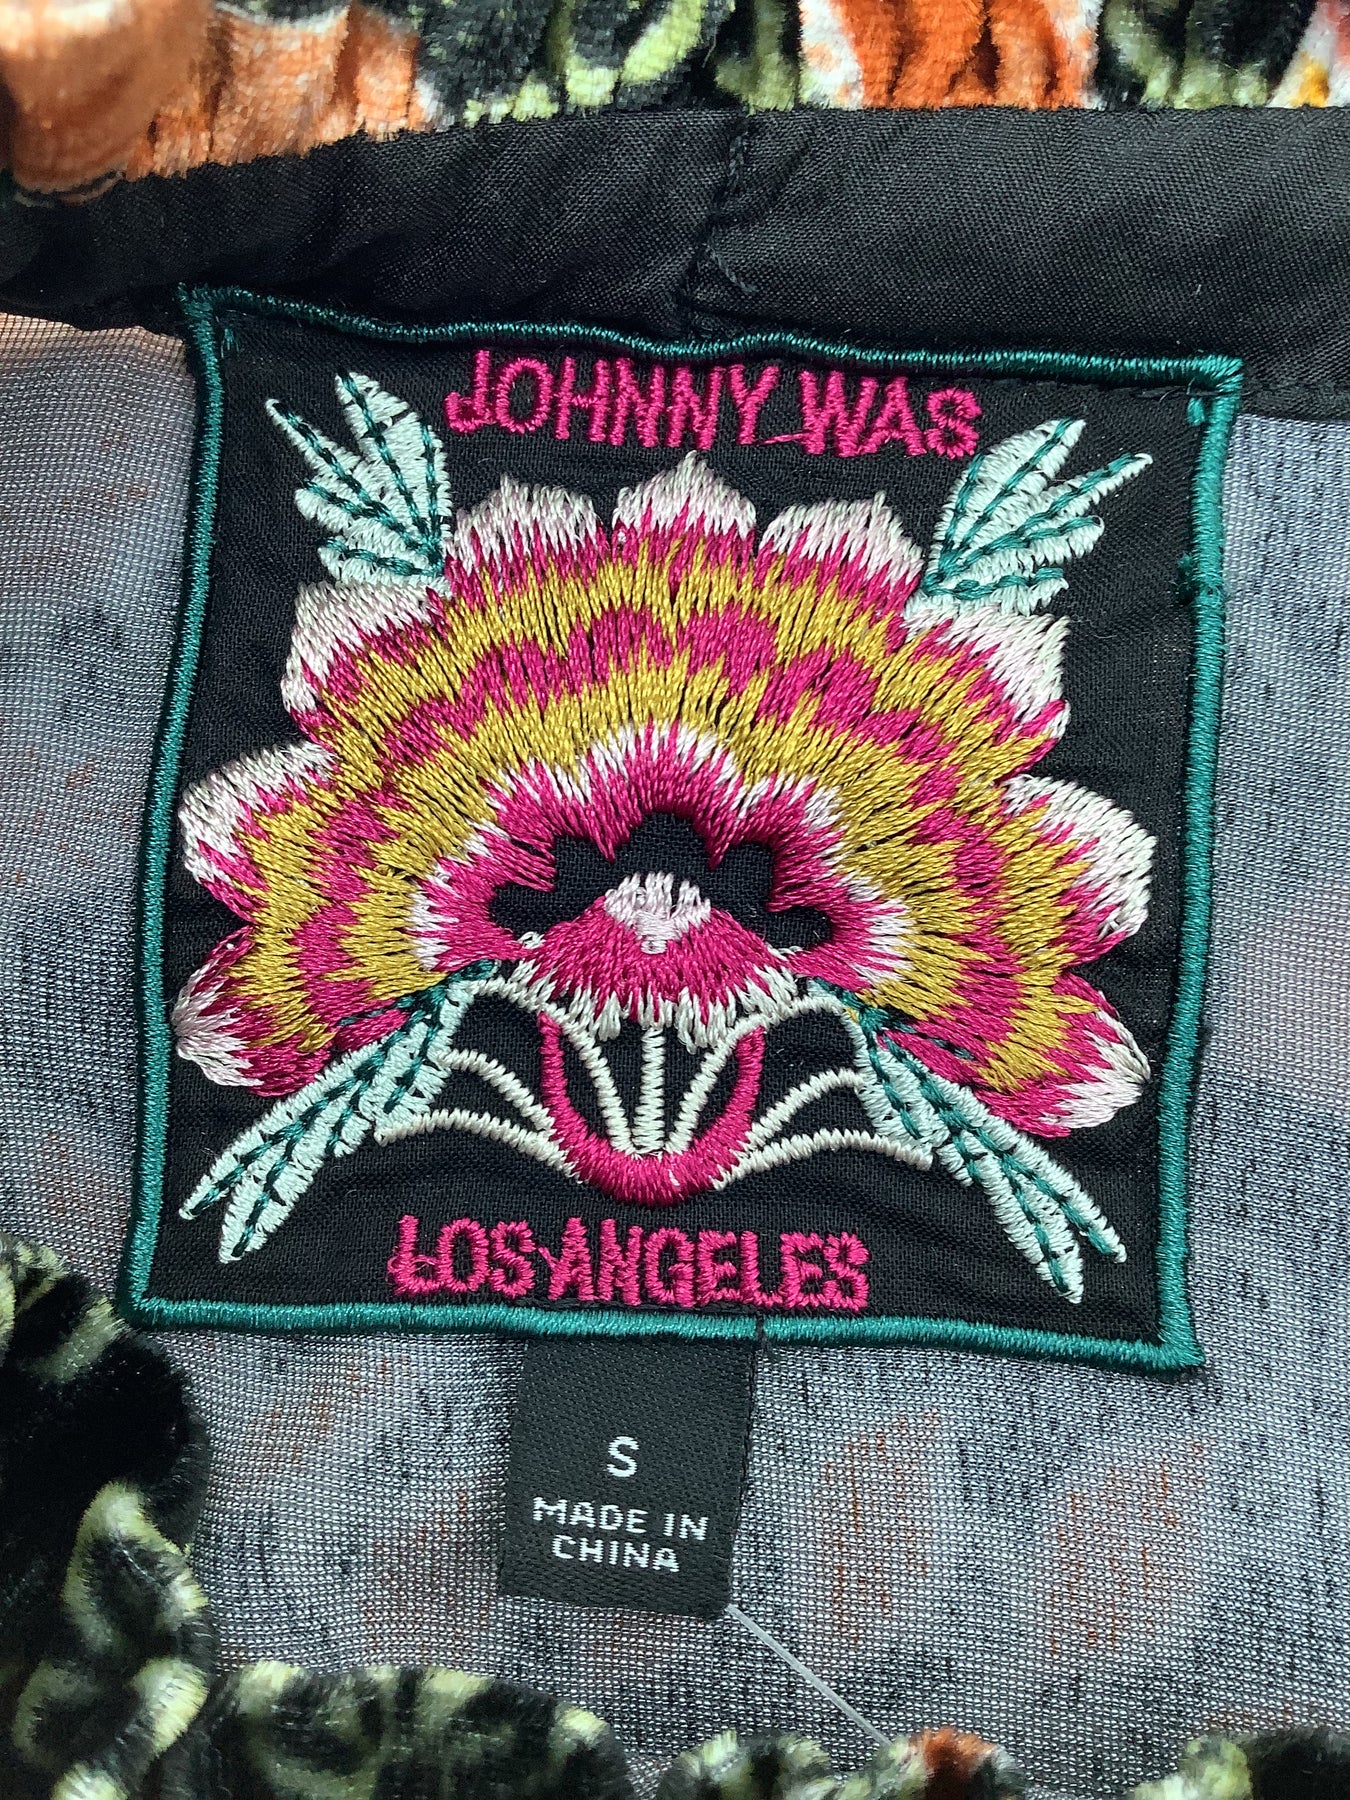 JOHNNY WAS
LOS ANGELES
S
MADE IN
CHINA